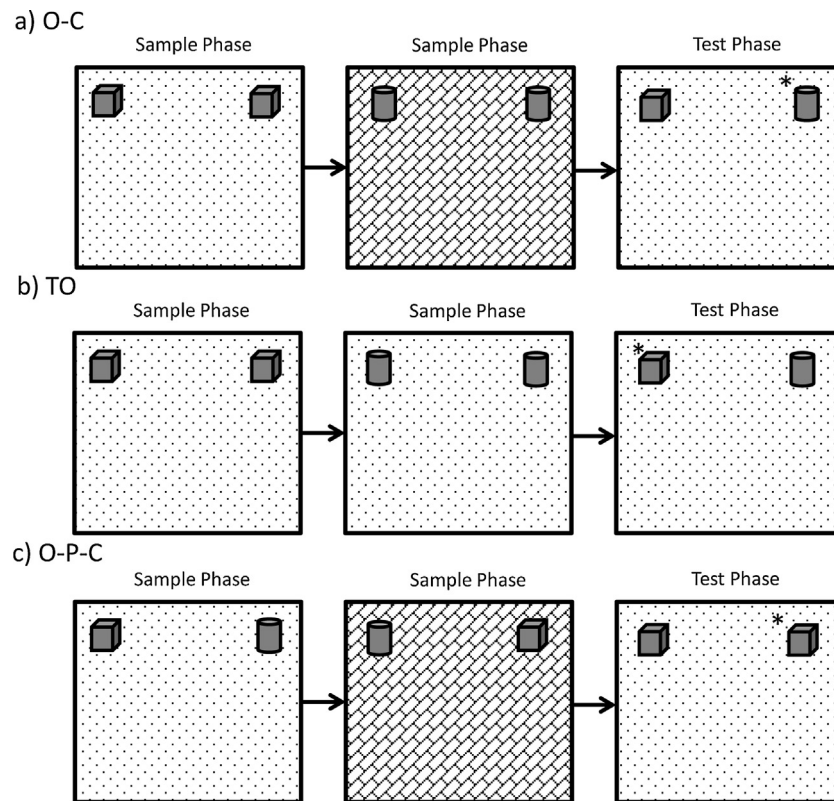 a) O-C
Sample Phase
Sample Phase
Test Phase
*
b) TO
Sample Phase
Sample Phase
Test Phase
*
c) O-P-C
Sample Phase
Sample Phase
Test Phase
*